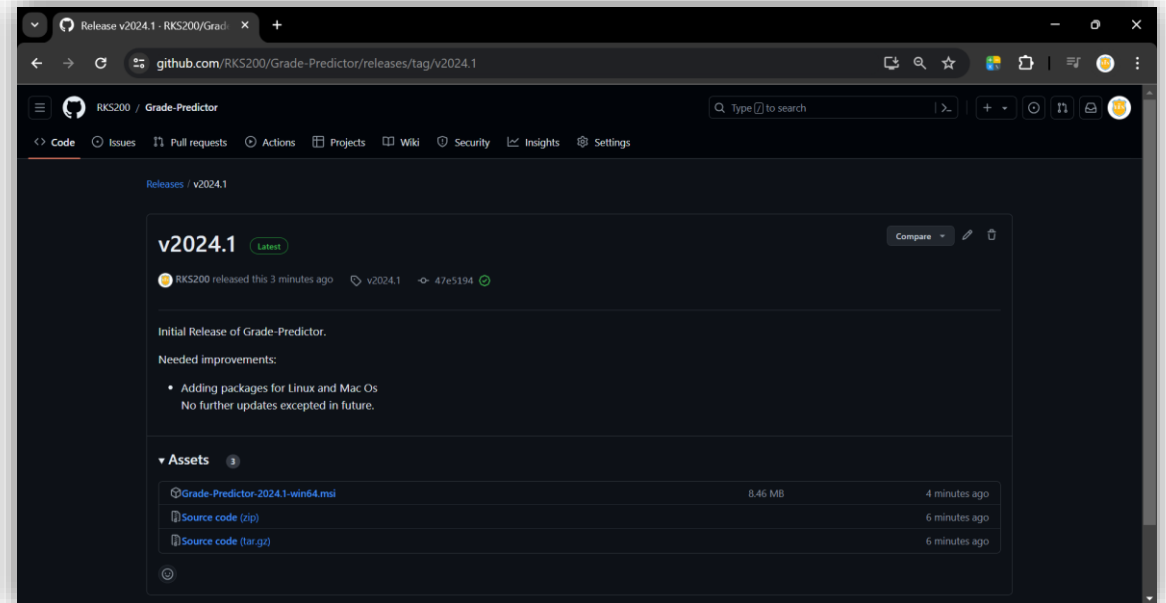 Release v2024.1 · RKS200/Grade
github.com/RKS200/Grade-Predictor/releases/tag/v2024.1
RKS200 / Grade-Predictor
Type / to search
Code Issues Pull requests Actions Projects Wiki Security Insights Settings
Releases / v2024.1
v2024.1 Latest
Compare
RKS200 released this 3 minutes ago v2024.1 47e5194
Initial Release of Grade-Predictor.
Needed improvements:
• Adding packages for Linux and Mac Os
No further updates excepted in future.
Assets 3
Grade-Predictor-2024.1-win64.msi 8.46 MB 4 minutes ago
Source code (zip) 6 minutes ago
Source code (tar.gz) 6 minutes ago